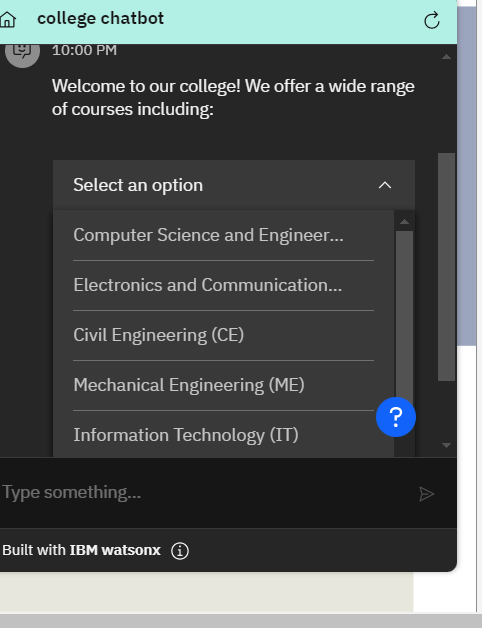 college chatbot
10:00 PM
Welcome to our college! We offer a wide range
of courses including:
Select an option
Computer Science and Engineer...
Electronics and Communication...
Civil Engineering (CE)
Mechanical Engineering (ME)
?
Information Technology (IT)
Type something...
Built with IBM watsonx